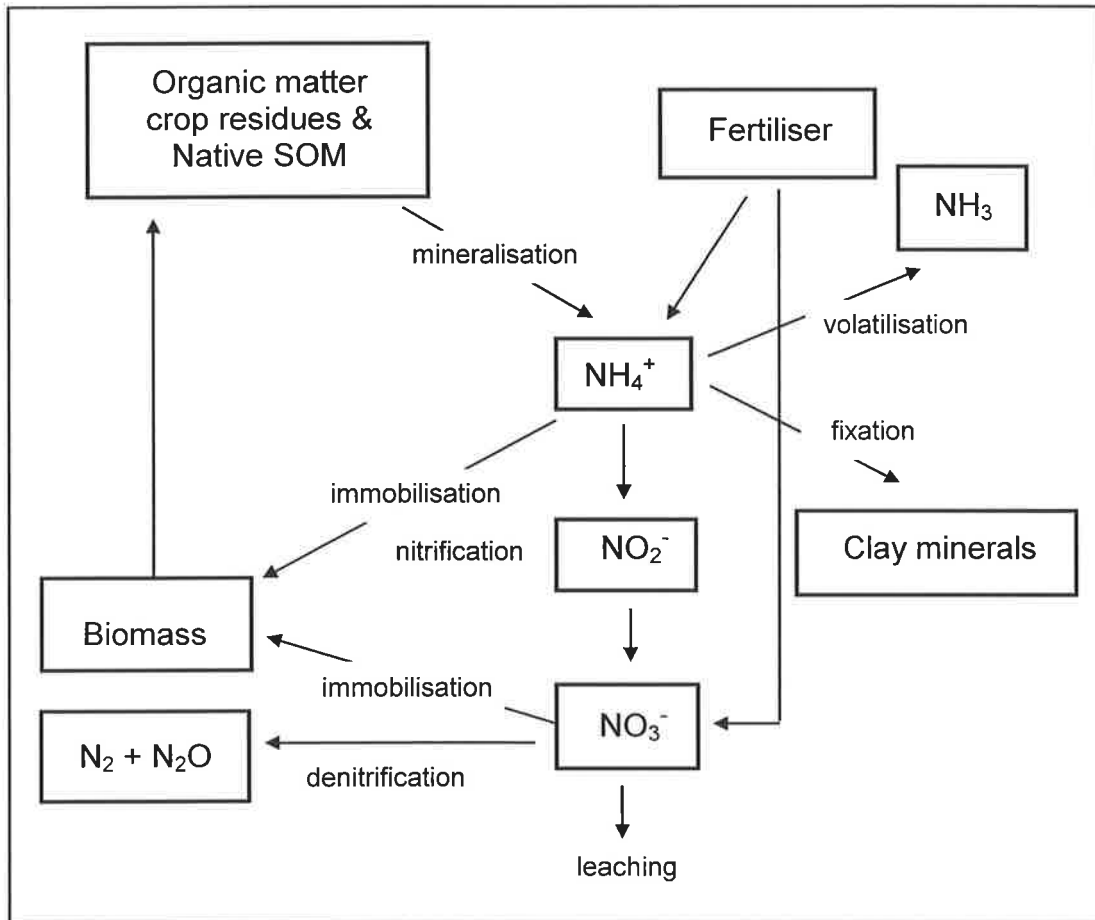 Organic matter
crop residues &
Native SOM
Fertiliser
NH₃
mineralisation
volatilisation
NH₄⁺
fixation
immobilisation
nitrification
NO₂⁻
Clay minerals
Biomass
immobilisation
NO₃⁻
N₂ + N₂O
denitrification
leaching